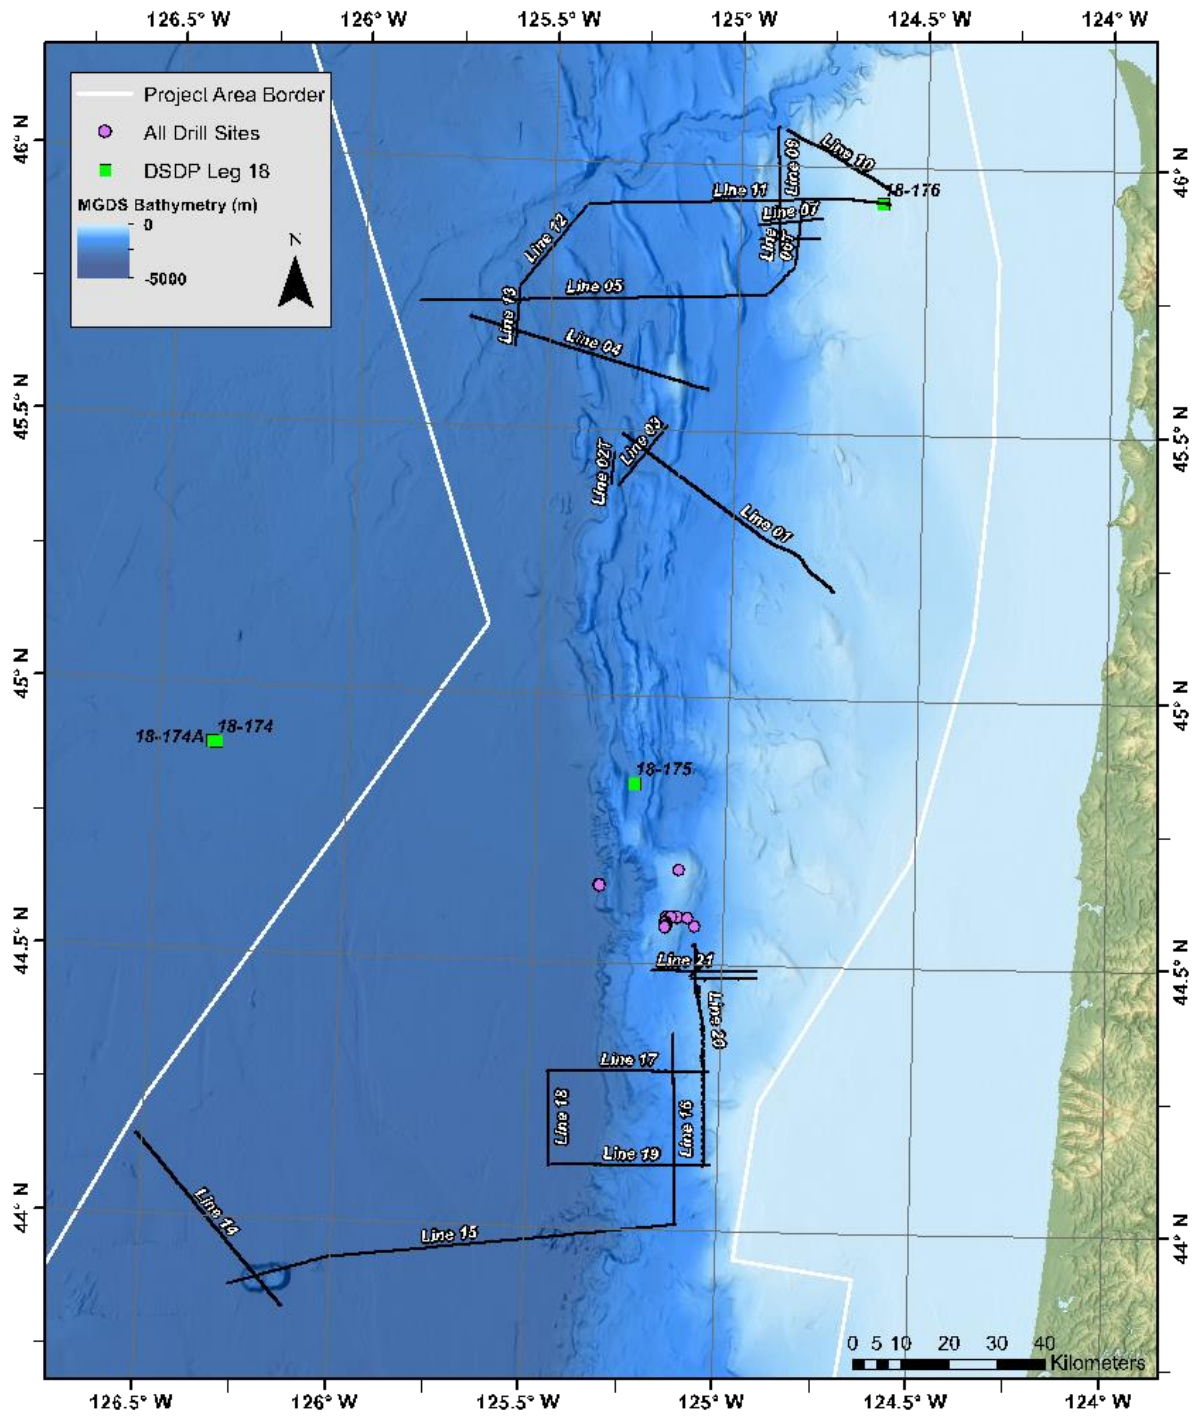 126.5° W 126° W 125.5° W 125° W 124.5° W 124° W
Project Area Border
All Drill Sites
DSDP Leg 18
MGDS Bathymetry (m)
0
-5000
N
46° N
46° N
Line 09
Line 10
18-176
Line 11
Line 07
Line
06T
Line 12
Line 13
Line 05
Line 04
45.5° N
45.5° N
Line 03
Line 02T
Line 01
45° N
45° N
18-174A
18-174
18-175
44.5° N
44.5° N
Line 21
Line 20
Line 17
Line 18
Line 16
Line 19
44° N
44° N
Line 14
Line 15
0 5 10 20 30 40
Kilometers
126.5° W 126° W 125.5° W 125° W 124.5° W 124° W